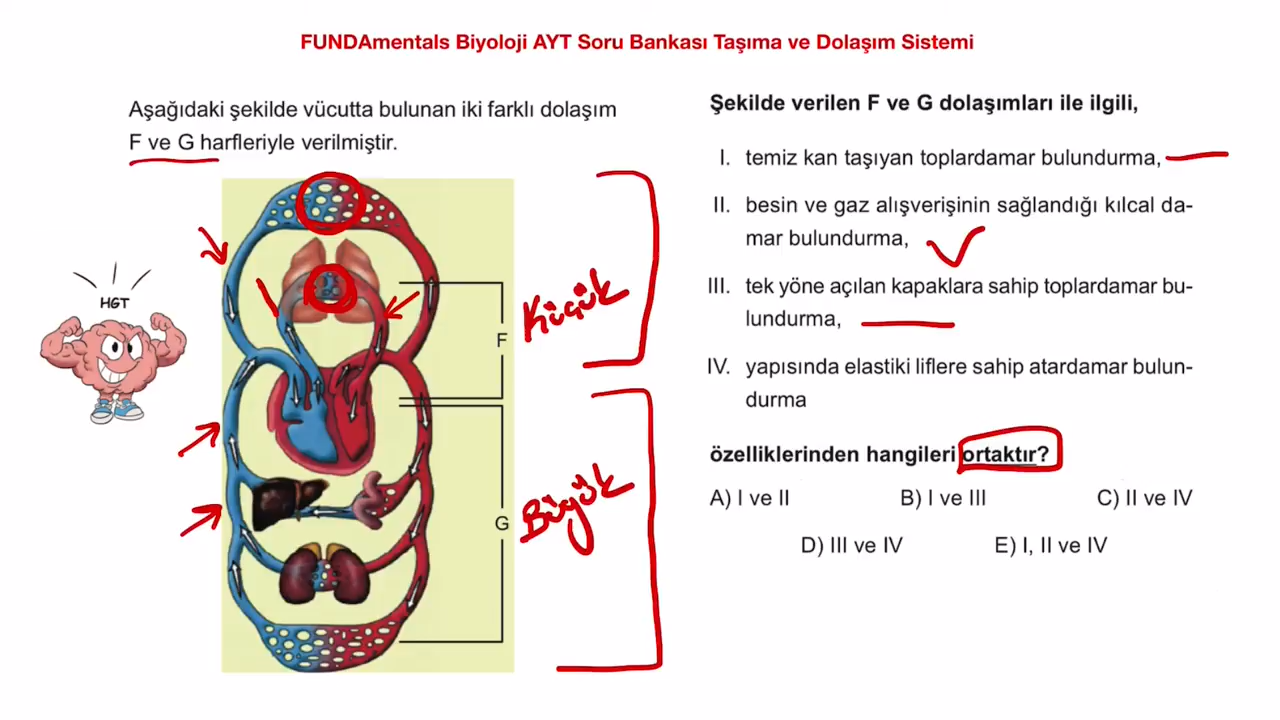 FUNDAmentals Biyoloji AYT Soru Bankası Taşıma ve Dolaşım Sistemi
Aşağıdaki şekilde vücutta bulunan iki farklı dolaşım
F ve G harfleriyle verilmiştir.
HGT
F
G
Küçük
Büyük
Şekilde verilen F ve G dolaşımları ile ilgili,
I. temiz kan taşıyan toplardamar bulundurma,
II. besin ve gaz alışverişinin sağlandığı kılcal da-
mar bulundurma,
III. tek yöne açılan kapaklara sahip toplardamar bu-
lundurma,
IV. yapısında elastiki liflere sahip atardamar bulun-
durma
özelliklerinden hangileri ortaktır?
A) I ve II B) I ve III C) II ve IV
D) III ve IV E) I, II ve IV